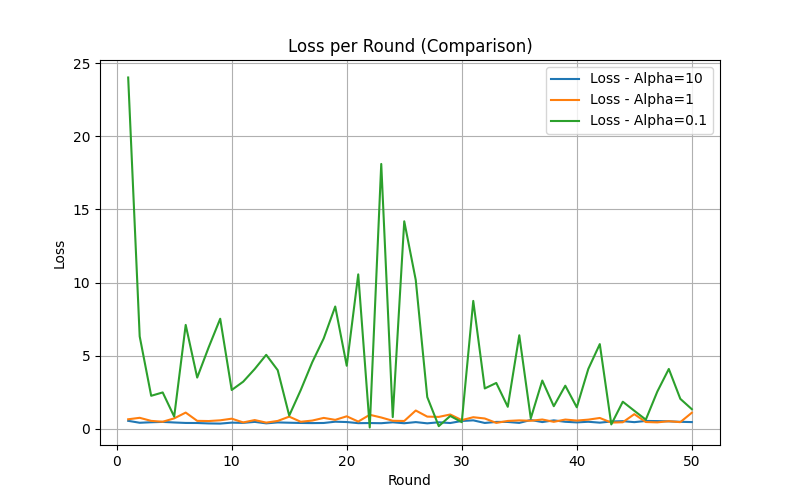 Loss per Round (Comparison)
Loss - Alpha=10
Loss - Alpha=1
Loss - Alpha=0.1
Loss
25
20
15
10
5
0
0 10 20 30 40 50
Round